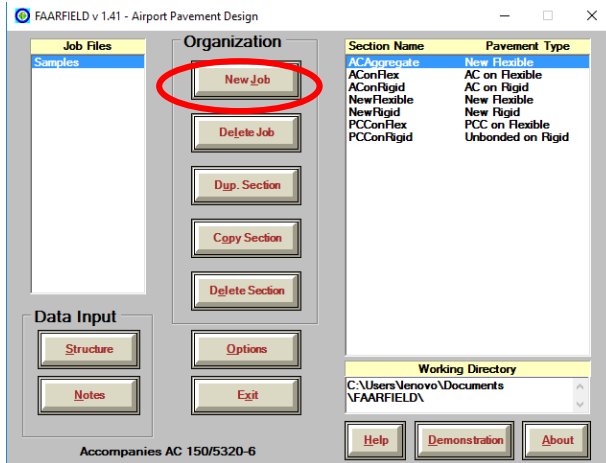 FAARFIELD v 1.41 - Airport Pavement Design
Job Files
Samples
Organization
New Job
Delete Job
Dup. Section
Copy Section
Delete Section
Data Input
Structure
Notes
Options
Exit
Accompanies AC 150/5320-6
Section Name Pavement Type
ACAggregate New Flexible
AConFlex AC on Flexible
AConRigid AC on Rigid
NewFlexible New Flexible
NewRigid New Rigid
PCConFlex PCC on Flexible
PCConRigid Unbonded on Rigid
Working Directory
C:\Users\lenovo\Documents
\FAARFIELD\
Help Demonstration About